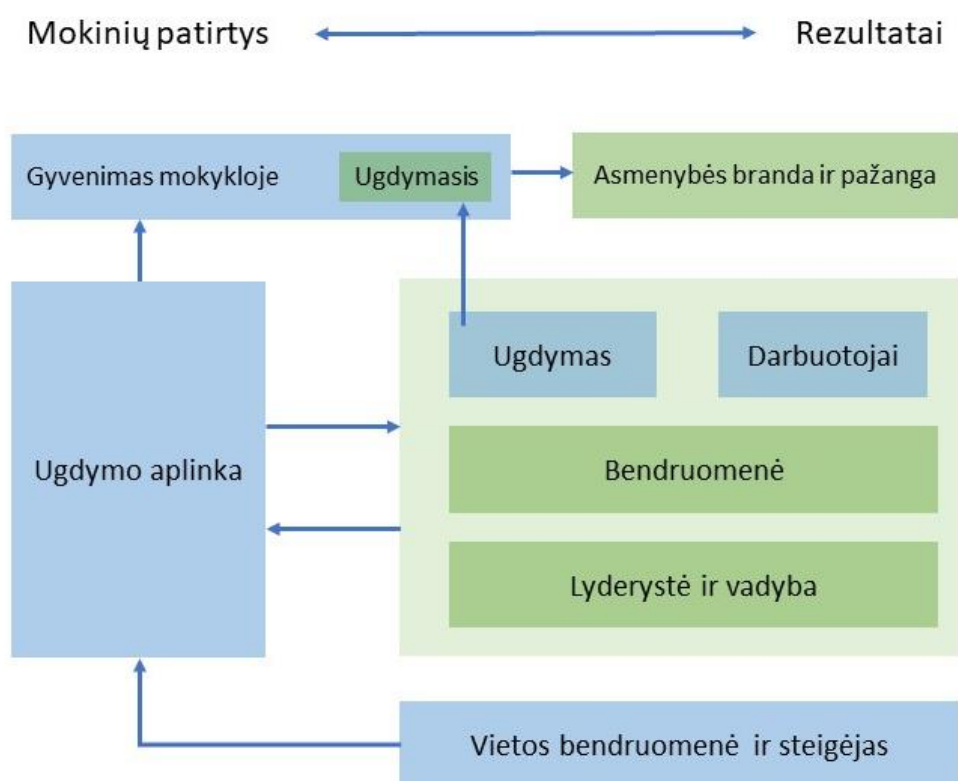 Mokinių patirtys
Rezultatai
Gyvenimas mokykloje
Ugdymasis
Asmenybės branda ir pažanga
Ugdymo aplinka
Ugdymas
Darbuotojai
Bendruomenė
Lyderystė ir vadyba
Vietos bendruomenė ir steigėjas